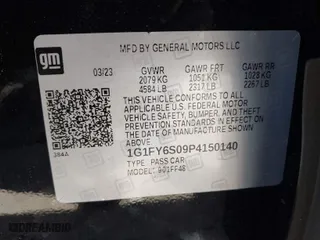 gm
MFD BY GENERAL MOTORS LLC
03/23 GVWR GAWR FRT GAWR RR
2079 KG 1051 KG 1028 KG
4584 LB 2317 LB 2267 LB
THIS VEHICLE CONFORMS TO ALL
APPLICABLE U.S. FEDERAL MOTOR
VEHICLE SAFETY, BUMPER, AND
THEFT PREVENTION STANDARDS
IN EFFECT ON THE DATE OF
MANUFACTURE SHOWN ABOVE.
1G1FY6S09P4150140
TYPE: PASS CAR
MODEL: